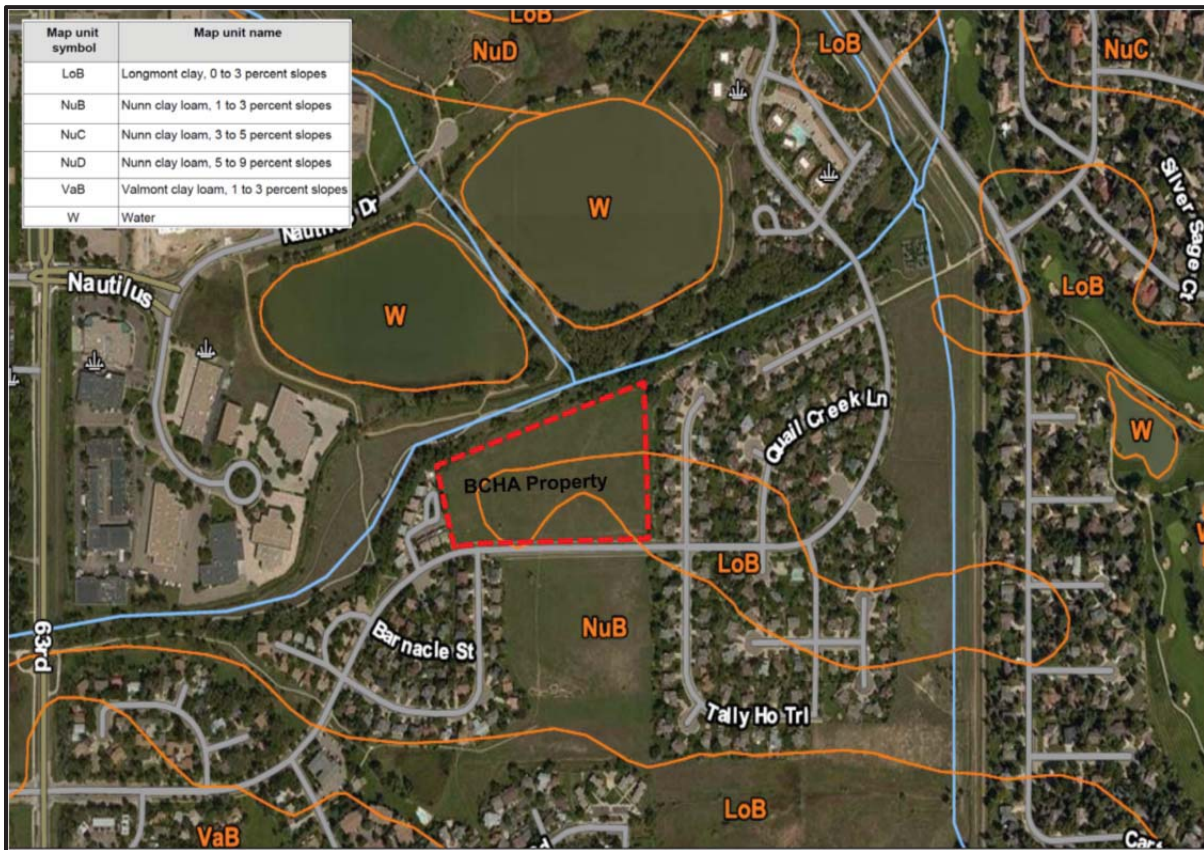 Map unit symbol Map unit name
LoB Longmont clay, 0 to 3 percent slopes
NuB Nunn clay loam, 1 to 3 percent slopes
NuC Nunn clay loam, 3 to 5 percent slopes
NuD Nunn clay loam, 5 to 9 percent slopes
VaB Valmont clay loam, 1 to 3 percent slopes
W Water
LoB
NuD
LoB
NuC
Silver Sage Ct
W
Dr
Nautilus
LoB
W
Quail Creek Ln
W
BCHA Property
LoB
NuB
63rd
Barnacle St
Tally Ho Trl
LoB
VaB